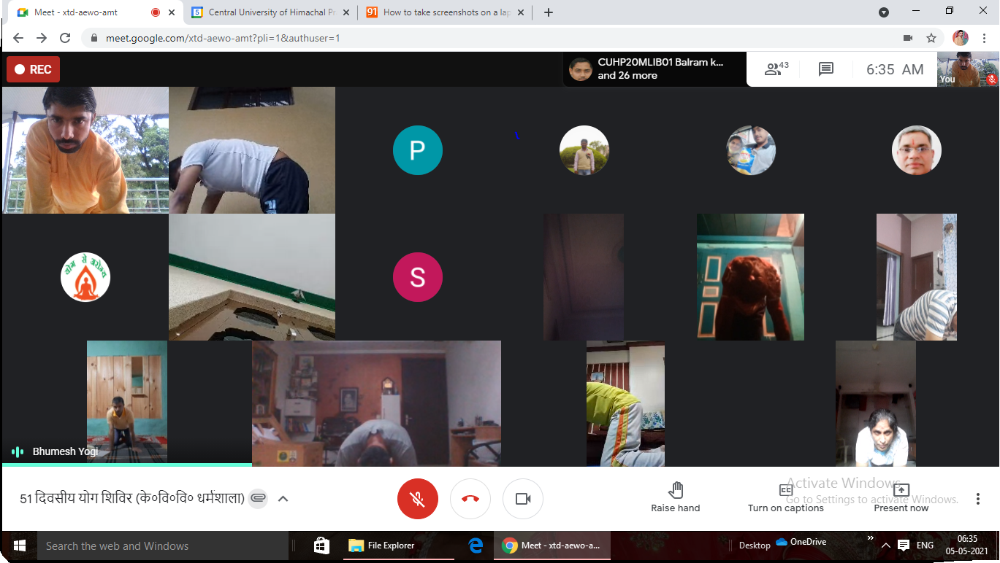 Meet - xtd-aewo-amt
Central University of Himachal Pr
How to take screenshots on a lap
meet.google.com/xtd-aewo-amt?pli=1&authuser=1
REC
CUHP20MLIB01 Balram k...
and 26 more
43
6:35 AM
You
P
योग से आरोग्य
S
Bhumesh Yogi
51 दिवसीय योग शिविर (के०वि०वि० धर्मशाला)
Raise hand
Turn on captions
Present now
Activate Windows
Go to Settings to activate Windows.
Search the web and Windows
File Explorer
Meet - xtd-aewo-a...
Desktop
OneDrive
ENG
06:35
05-05-2021